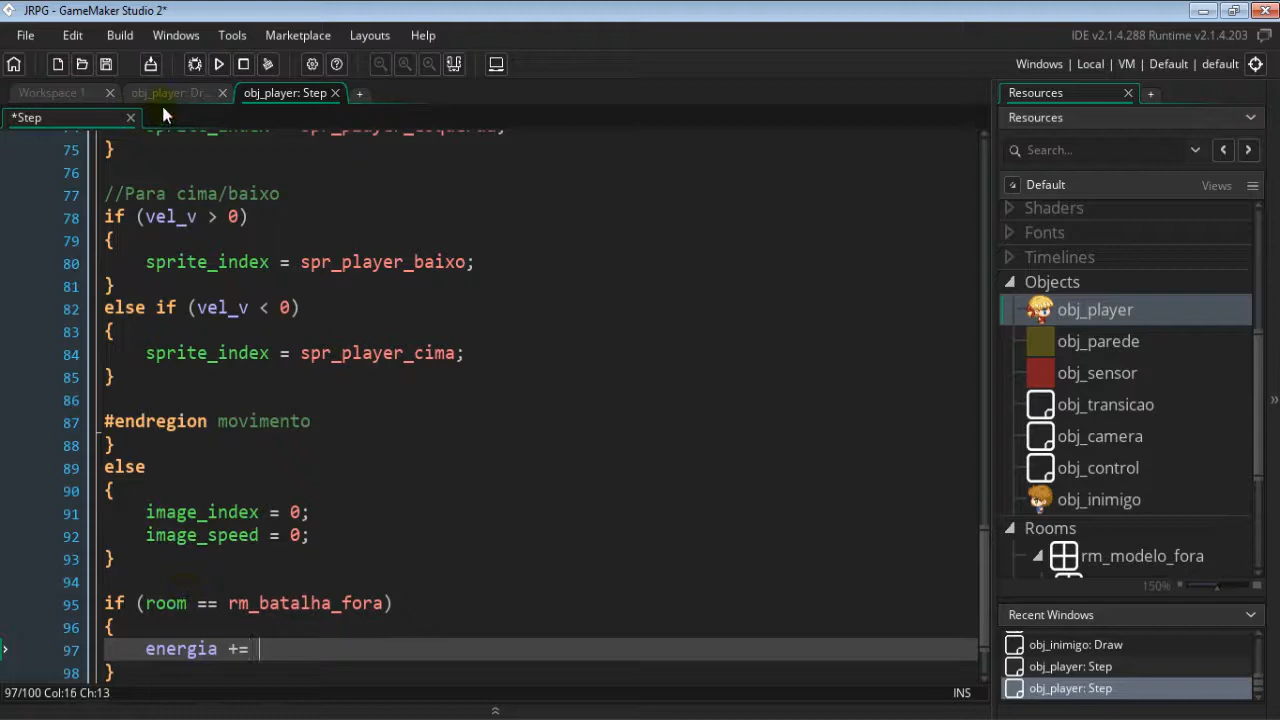 JRPG - GameMaker Studio 2*
File Edit Build Windows Tools Marketplace Layouts Help
IDE v2.1.4.288 Runtime v2.1.4.203
Windows | Local | VM | Default | default
Workspace 1
obj_player: Dr...
obj_player: Step
Resources
*Step
Resources
Search...
Default
Views
Shaders
Fonts
Timelines
Objects
obj_player
obj_parede
obj_sensor
obj_transicao
obj_camera
obj_control
obj_inimigo
Rooms
rm_modelo_fora
150%
Recent Windows
obj_inimigo: Draw
obj_player: Step
obj_player: Step
75 }
76
77 //Para cima/baixo
78 if (vel_v > 0)
79 {
80 sprite_index = spr_player_baixo;
81 }
82 else if (vel_v < 0)
83 {
84 sprite_index = spr_player_cima;
85 }
86
87 #endregion movimento
88 }
89 else
90 {
91 image_index = 0;
92 image_speed = 0;
93 }
94
95 if (room == rm_batalha_fora)
96 {
97 energia +=
98 }
97/100 Col:16 Ch:13
INS